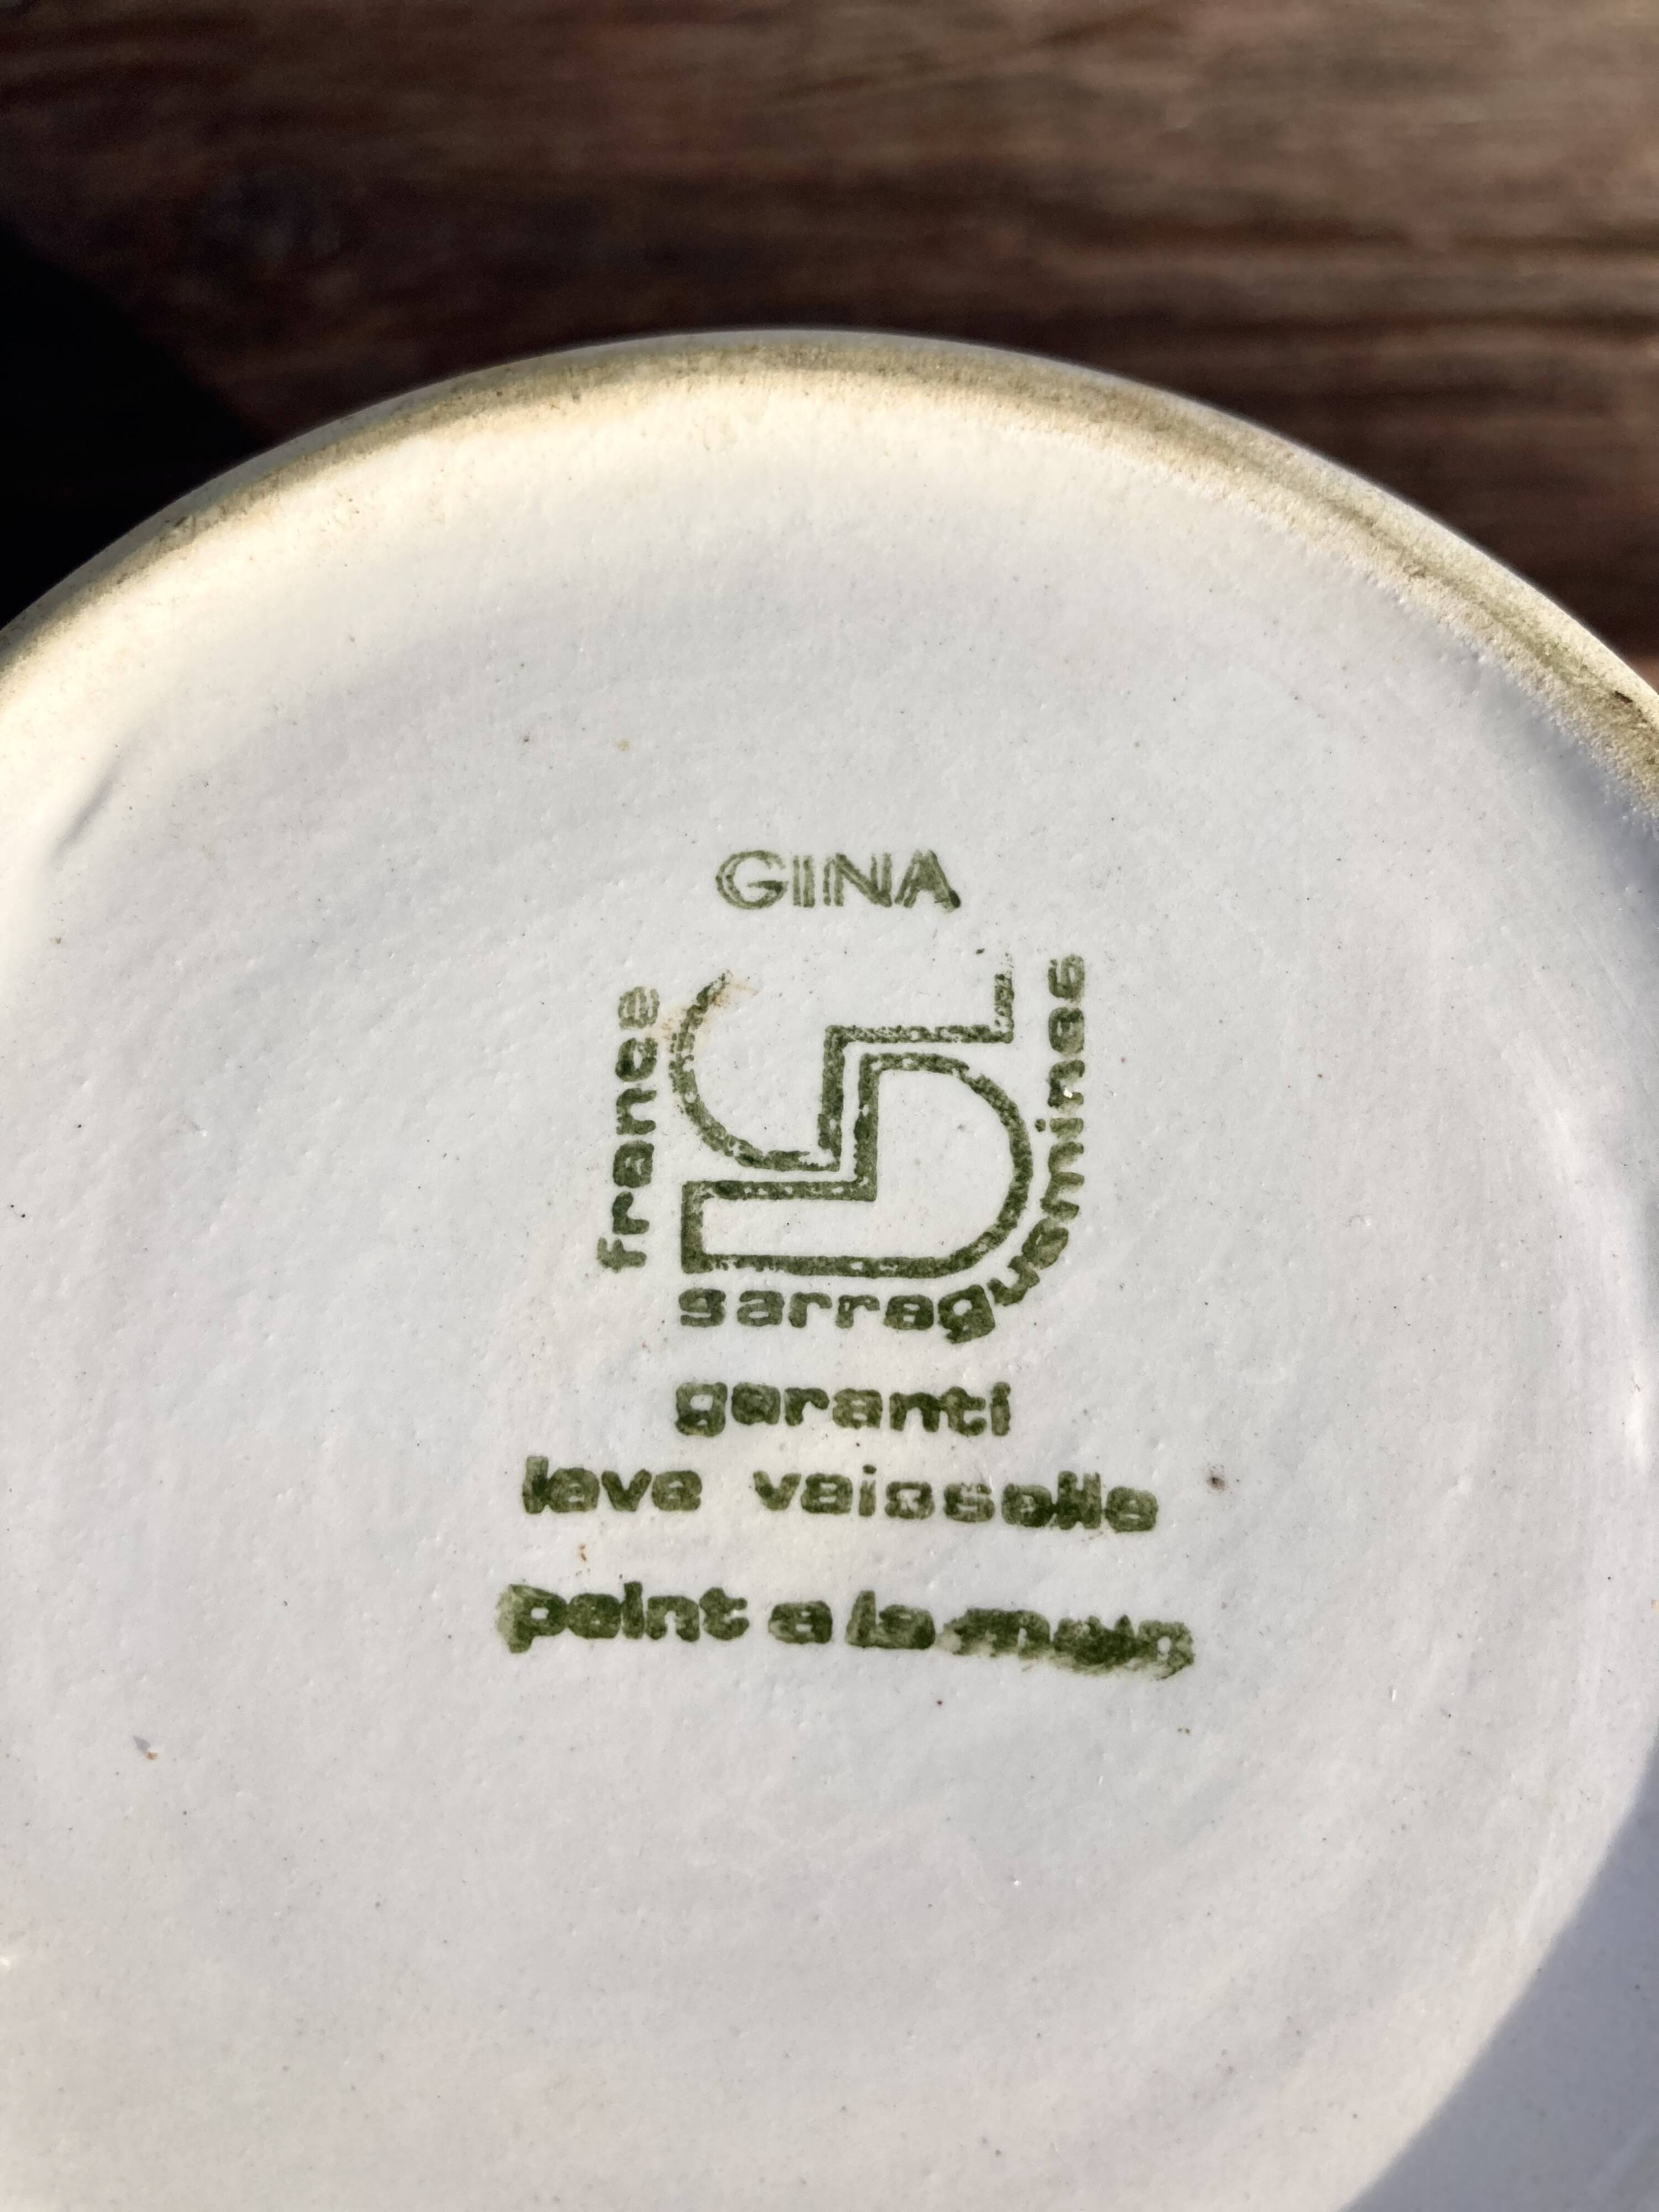 GINA
france
sarreguemines
garanti
lave vaisselle
peint a la main